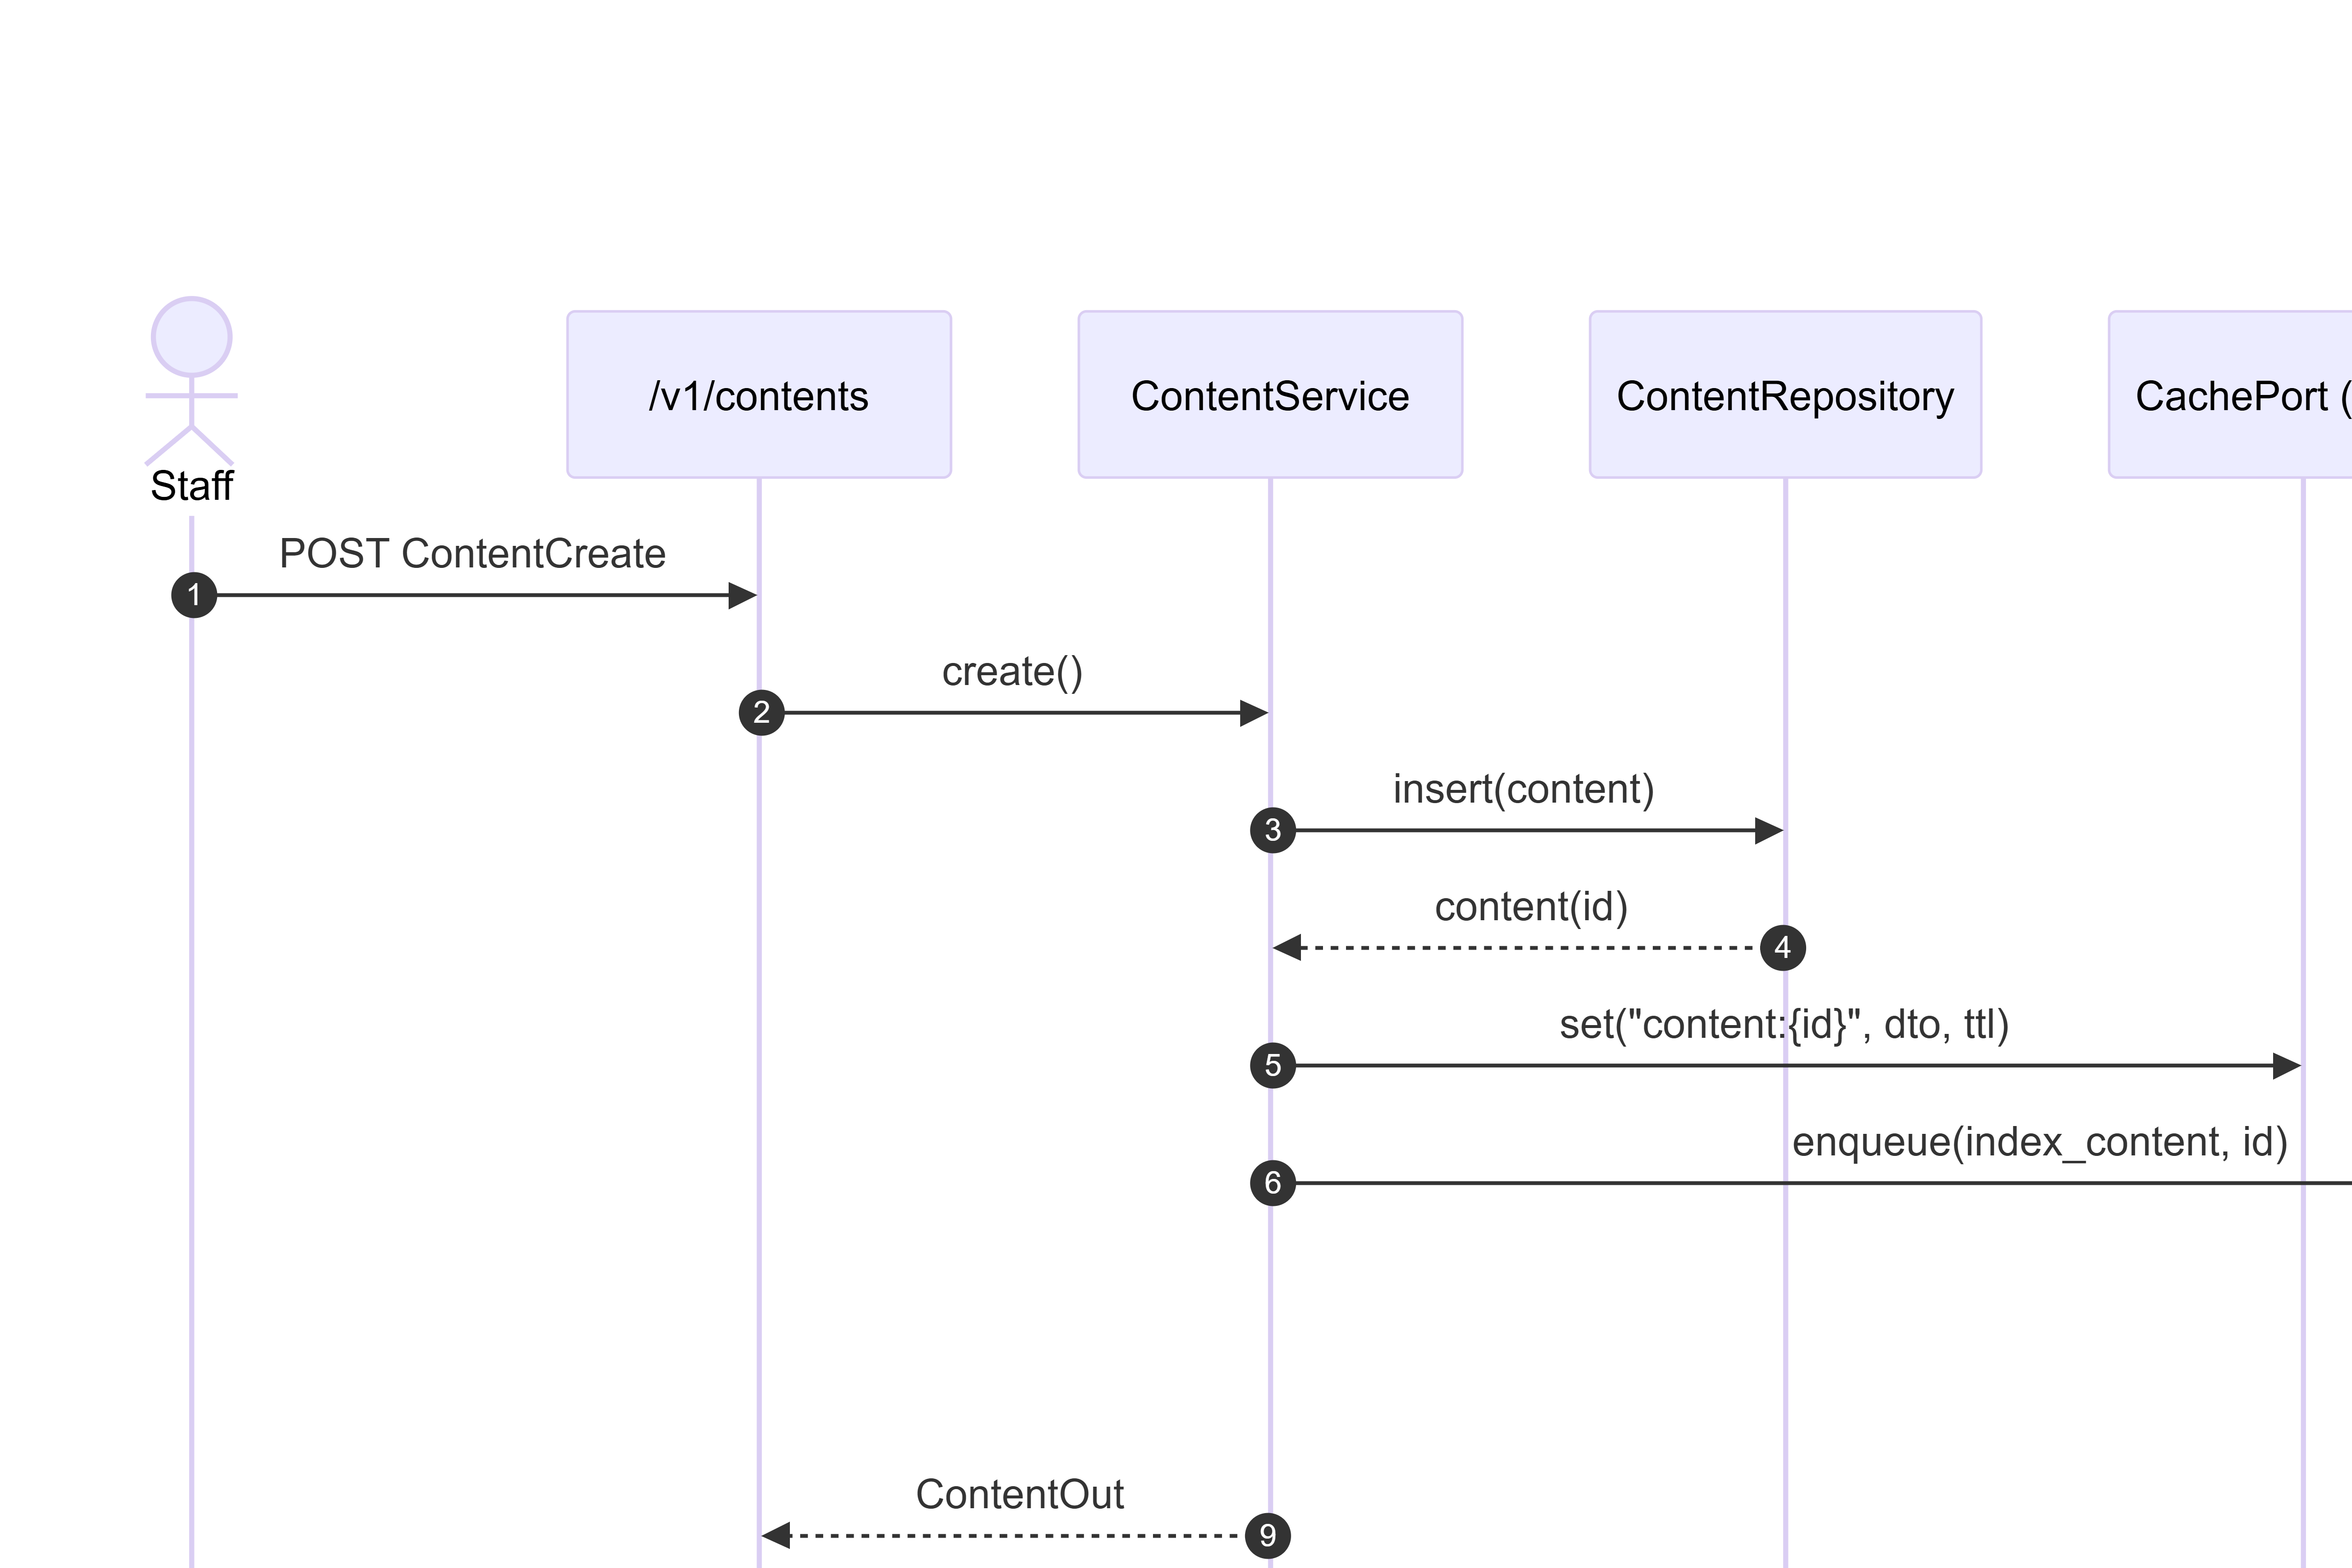 Staff
/v1/contents
ContentService
ContentRepository
CachePort (
POST ContentCreate
1
create()
2
insert(content)
3
content(id)
4
set("content:{id}", dto, ttl)
5
enqueue(index_content, id)
6
ContentOut
9